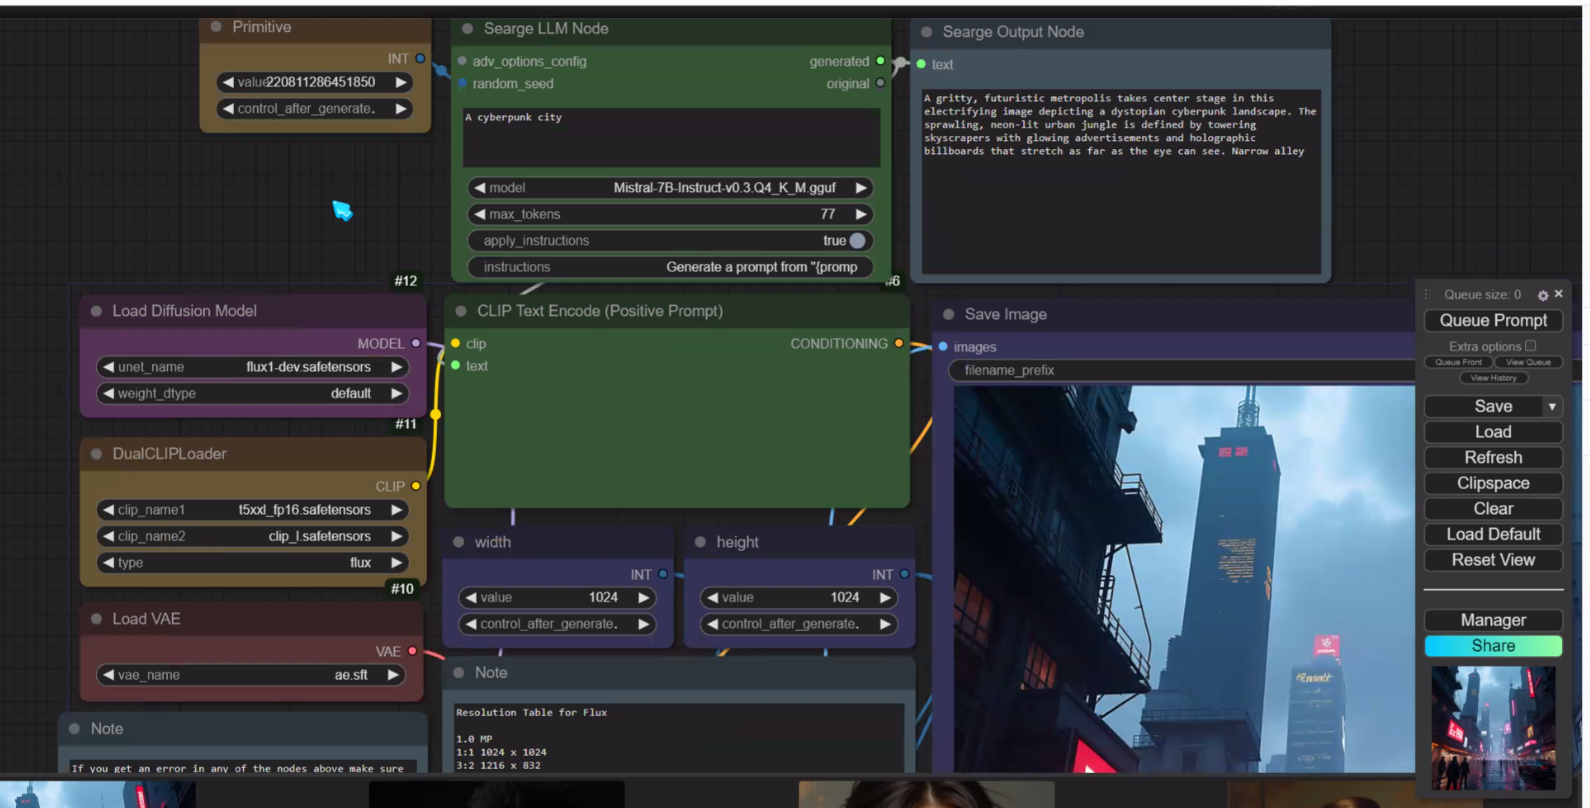 Primitive
INT
value 220811286451850
control_after_generate.
Searge LLM Node
adv_options_config
generated
random_seed
original
A cyberpunk city
model Mistral-7B-Instruct-v0.3.Q4_K_M.gguf
max_tokens 77
apply_instructions true
instructions Generate a prompt from "{promp
Searge Output Node
text
A gritty, futuristic metropolis takes center stage in this
electrifying image depicting a dystopian cyberpunk landscape. The
sprawling, neon-lit urban jungle is defined by towering
skyscrapers with glowing advertisements and holographic
billboards that stretch as far as the eye can see. Narrow alley
#12
Load Diffusion Model
MODEL
unet_name flux1-dev.safetensors
weight_dtype default
#11
DualCLIPLoader
CLIP
clip_name1 t5xxl_fp16.safetensors
clip_name2 clip_l.safetensors
type flux
#10
Load VAE
VAE
vae_name ae.sft
Note
If you get an error in any of the nodes above make sure
#6
CLIP Text Encode (Positive Prompt)
clip
CONDITIONING
text
width
INT
value 1024
control_after_generate.
height
INT
value 1024
control_after_generate.
Note
Resolution Table for Flux
1.0 MP
1:1 1024 x 1024
3:2 1216 x 832
Save Image
images
filename_prefix
Queue size: 0
Queue Prompt
Extra options
Queue Front
View Queue
View History
Save
Load
Refresh
Clipspace
Clear
Load Default
Reset View
Manager
Share